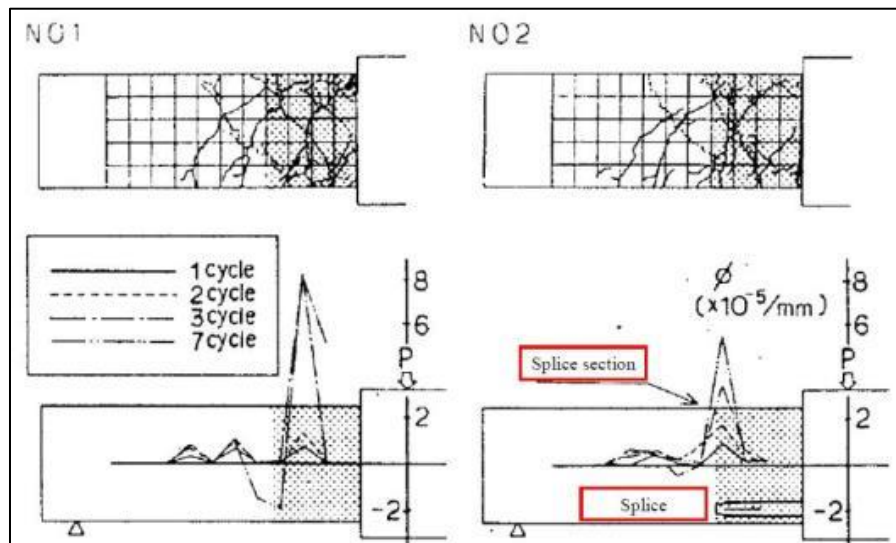 NO1
NO2
1 cycle
2 cycle
3 cycle
7 cycle
8
6
P
2
-2
ø
(×10⁻⁵/mm)
8
6
P
2
-2
Splice section
Splice